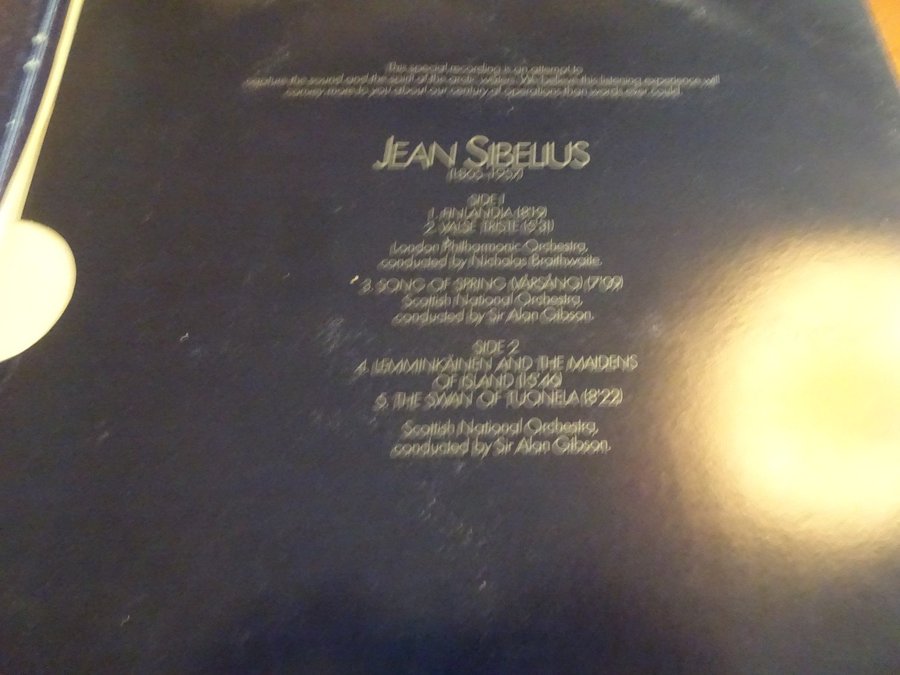 This special recording is an attempt to
capture the sound and the spirit of the arctic waters. We believe this listening experience will
convey more to you about our century of operations than words ever could.
JEAN SIBELIUS
(1865-1957)
SIDE 1
1. FINLANDIA (8'19)
2. VALSE TRISTE (5'31)
London Philharmonic Orchestra,
conducted by Nicholas Braithwaite.
3. SONG OF SPRING (VÅRSÅNG) (7'09)
Scottish National Orchestra,
conducted by Sir Alan Gibson.
SIDE 2
4. LEMMINKÄINEN AND THE MAIDENS
OF ISLAND (15'46)
5. THE SWAN OF TUONELA (8'22)
Scottish National Orchestra,
conducted by Sir Alan Gibson.